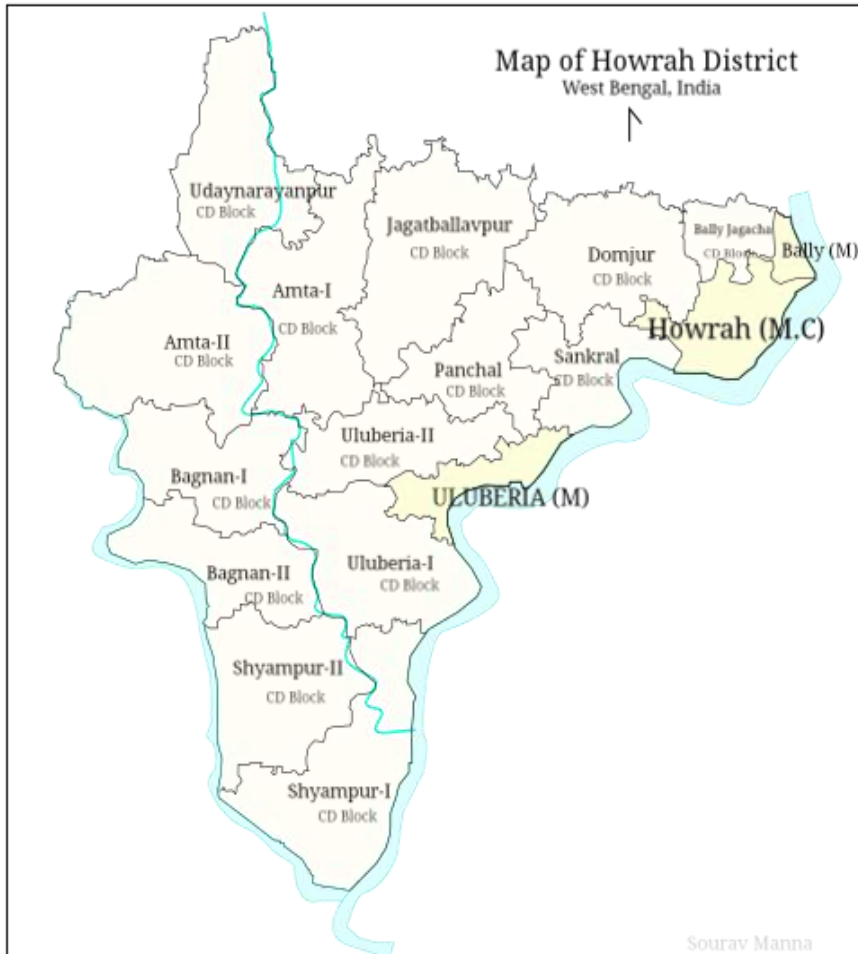 Map of Howrah District
West Bengal, India
Udaynarayanpur
CD Block
Jagatballavpur
CD Block
Bally Jagacha
CD Block
Bally (M)
Domjur
CD Block
Amta-I
CD Block
Howrah (M.C)
Amta-II
CD Block
Sankral
CD Block
Panchal
CD Block
Uluberia-II
CD Block
Bagnan-I
CD Block
ULUBERIA (M)
Uluberia-I
CD Block
Bagnan-II
CD Block
Shyampur-II
CD Block
Shyampur-I
CD Block
Sourav Manna